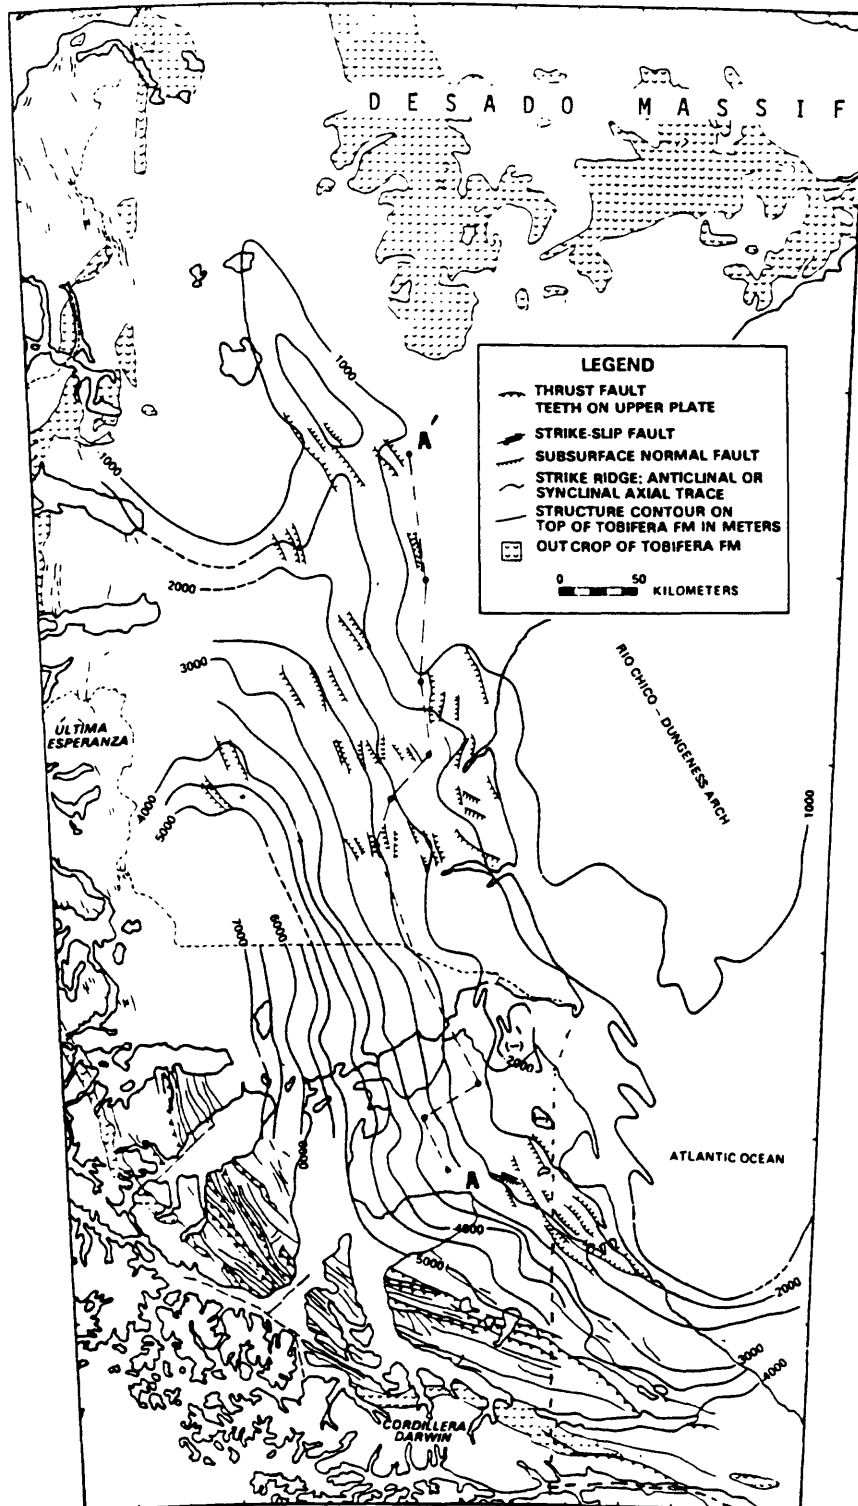 DESADO MASSIF
1000
A′
LEGEND
THRUST FAULT
TEETH ON UPPER PLATE
STRIKE-SLIP FAULT
SUBSURFACE NORMAL FAULT
STRIKE RIDGE; ANTICLINAL OR
SYNCLINAL AXIAL TRACE
STRUCTURE CONTOUR ON
TOP OF TOBIFERA FM IN METERS
OUTCROP OF TOBIFERA FM
0 50
KILOMETERS
1000
2000
3000
RIO CHICO – DUNGENESS ARCH
ULTIMA
ESPERANZA
4000
5000
1000
7000
6000
2000
8000
ATLANTIC OCEAN
A
4000
5000
2000
3000
4000
CORDILLERA
DARWIN